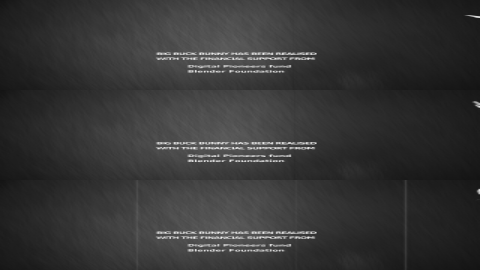 BIG BUCK BUNNY HAS BEEN REALISED
WITH THE FINANCIAL SUPPORT FROM
Digital Pioneers fund
Blender Foundation
BIG BUCK BUNNY HAS BEEN REALISED
WITH THE FINANCIAL SUPPORT FROM
Digital Pioneers fund
Blender Foundation
BIG BUCK BUNNY HAS BEEN REALISED
WITH THE FINANCIAL SUPPORT FROM
Digital Pioneers fund
Blender Foundation